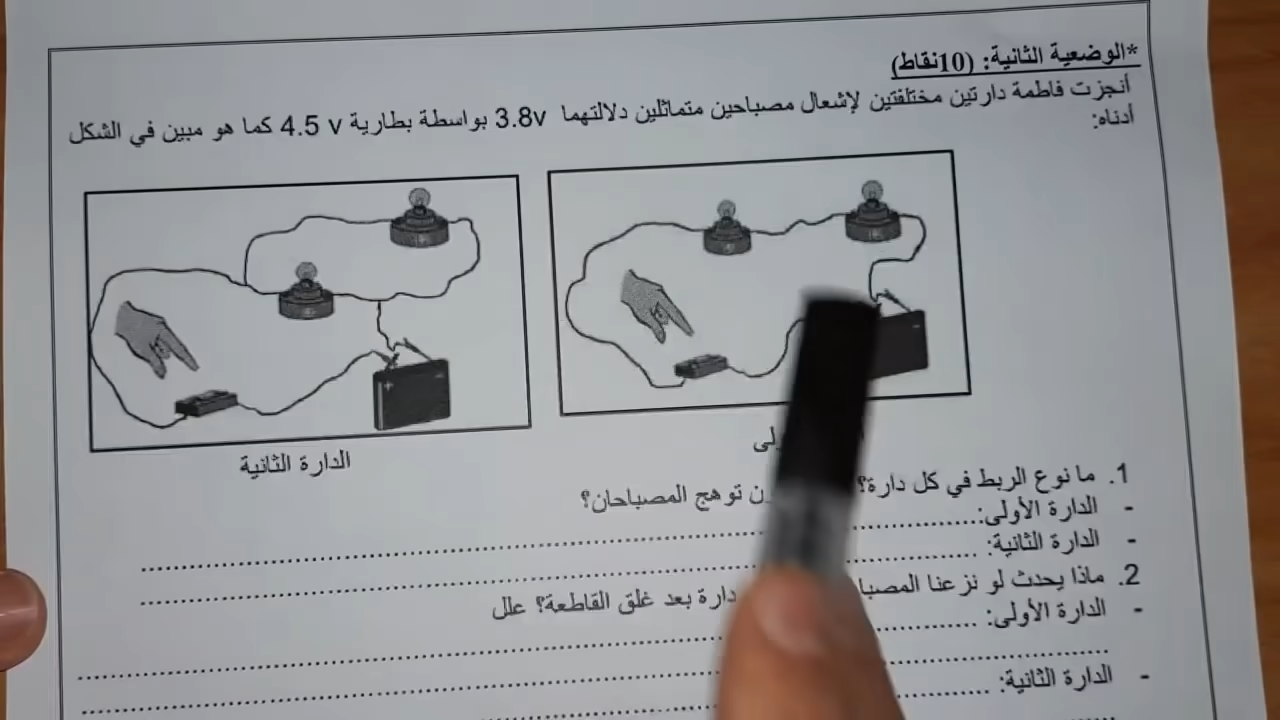 *الوضعية الثانية: (10نقاط)
أنجزت فاطمة دارتين مختلفتين لإشعال مصباحين متماثلين دلالتهما 3.8v بواسطة بطارية 4.5 v كما هو مبين في الشكل
أدناه:
الدارة الثانية
1. ما نوع الربط في كل دارة؟ توهج المصباحان؟
- الدارة الأولى:
- الدارة الثانية:
2. ماذا يحدث لو نزعنا دارة بعد غلق القاطعة؟ علل
- الدارة الأولى:
- الدارة الثانية: